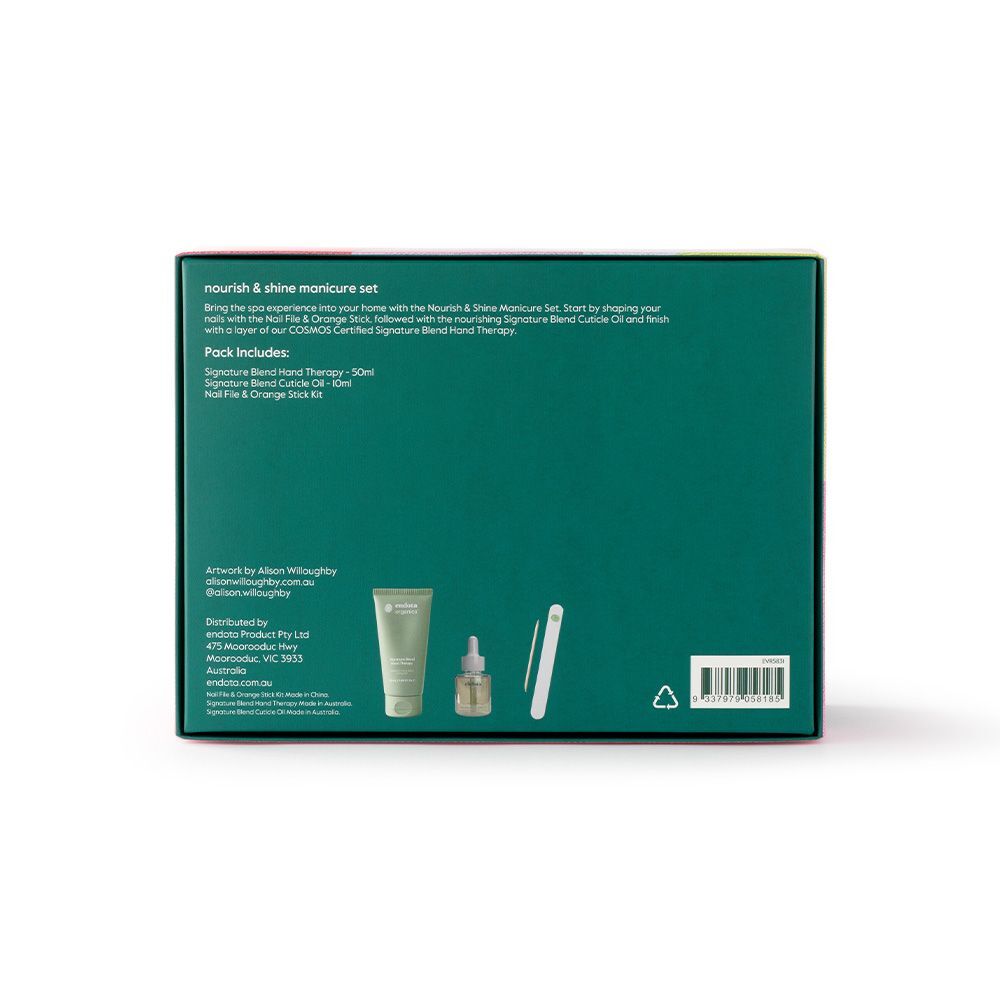 nourish & shine manicure set
Bring the spa experience into your home with the Nourish & Shine Manicure Set. Start by shaping your
nails with the Nail File & Orange Stick, followed with the nourishing Signature Blend Cuticle Oil and finish
with a layer of our COSMOS Certified Signature Blend Hand Therapy.
Pack Includes:
Signature Blend Hand Therapy - 50ml
Signature Blend Cuticle Oil - 10ml
Nail File & Orange Stick Kit
Artwork by Alison Willoughby
alisonwilloughby.com.au
@alison.willoughby
Distributed by
endota Product Pty Ltd
475 Moorooduc Hwy
Moorooduc, VIC 3933
Australia
endota.com.au
Nail File & Orange Stick Kit Made in China.
Signature Blend Hand Therapy Made in Australia.
Signature Blend Cuticle Oil Made in Australia.
endota
organics
Signature Blend
Hand Therapy
endota
EVR5831
9 337979 058185